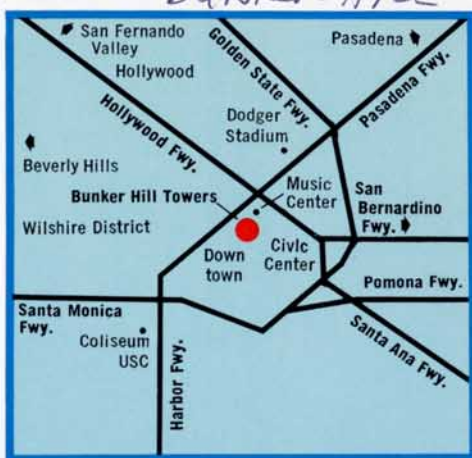 BUNKER HILL
San Fernando
Valley
Hollywood
Golden State Fwy.
Pasadena
Pasadena Fwy.
Hollywood Fwy.
Dodger
Stadium
Beverly Hills
Bunker Hill Towers
Music
Center
San
Bernardino
Fwy.
Wilshire District
Down
town
Civic
Center
Pomona Fwy.
Santa Monica
Fwy.
Coliseum
USC
Harbor Fwy.
Santa Ana Fwy.